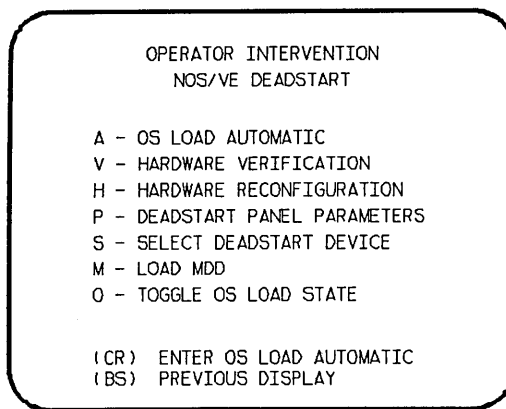 OPERATOR INTERVENTION
NOS/VE DEADSTART
A - OS LOAD AUTOMATIC
V - HARDWARE VERIFICATION
H - HARDWARE RECONFIGURATION
P - DEADSTART PANEL PARAMETERS
S - SELECT DEADSTART DEVICE
M - LOAD MDD
O - TOGGLE OS LOAD STATE
(CR) ENTER OS LOAD AUTOMATIC
(BS) PREVIOUS DISPLAY